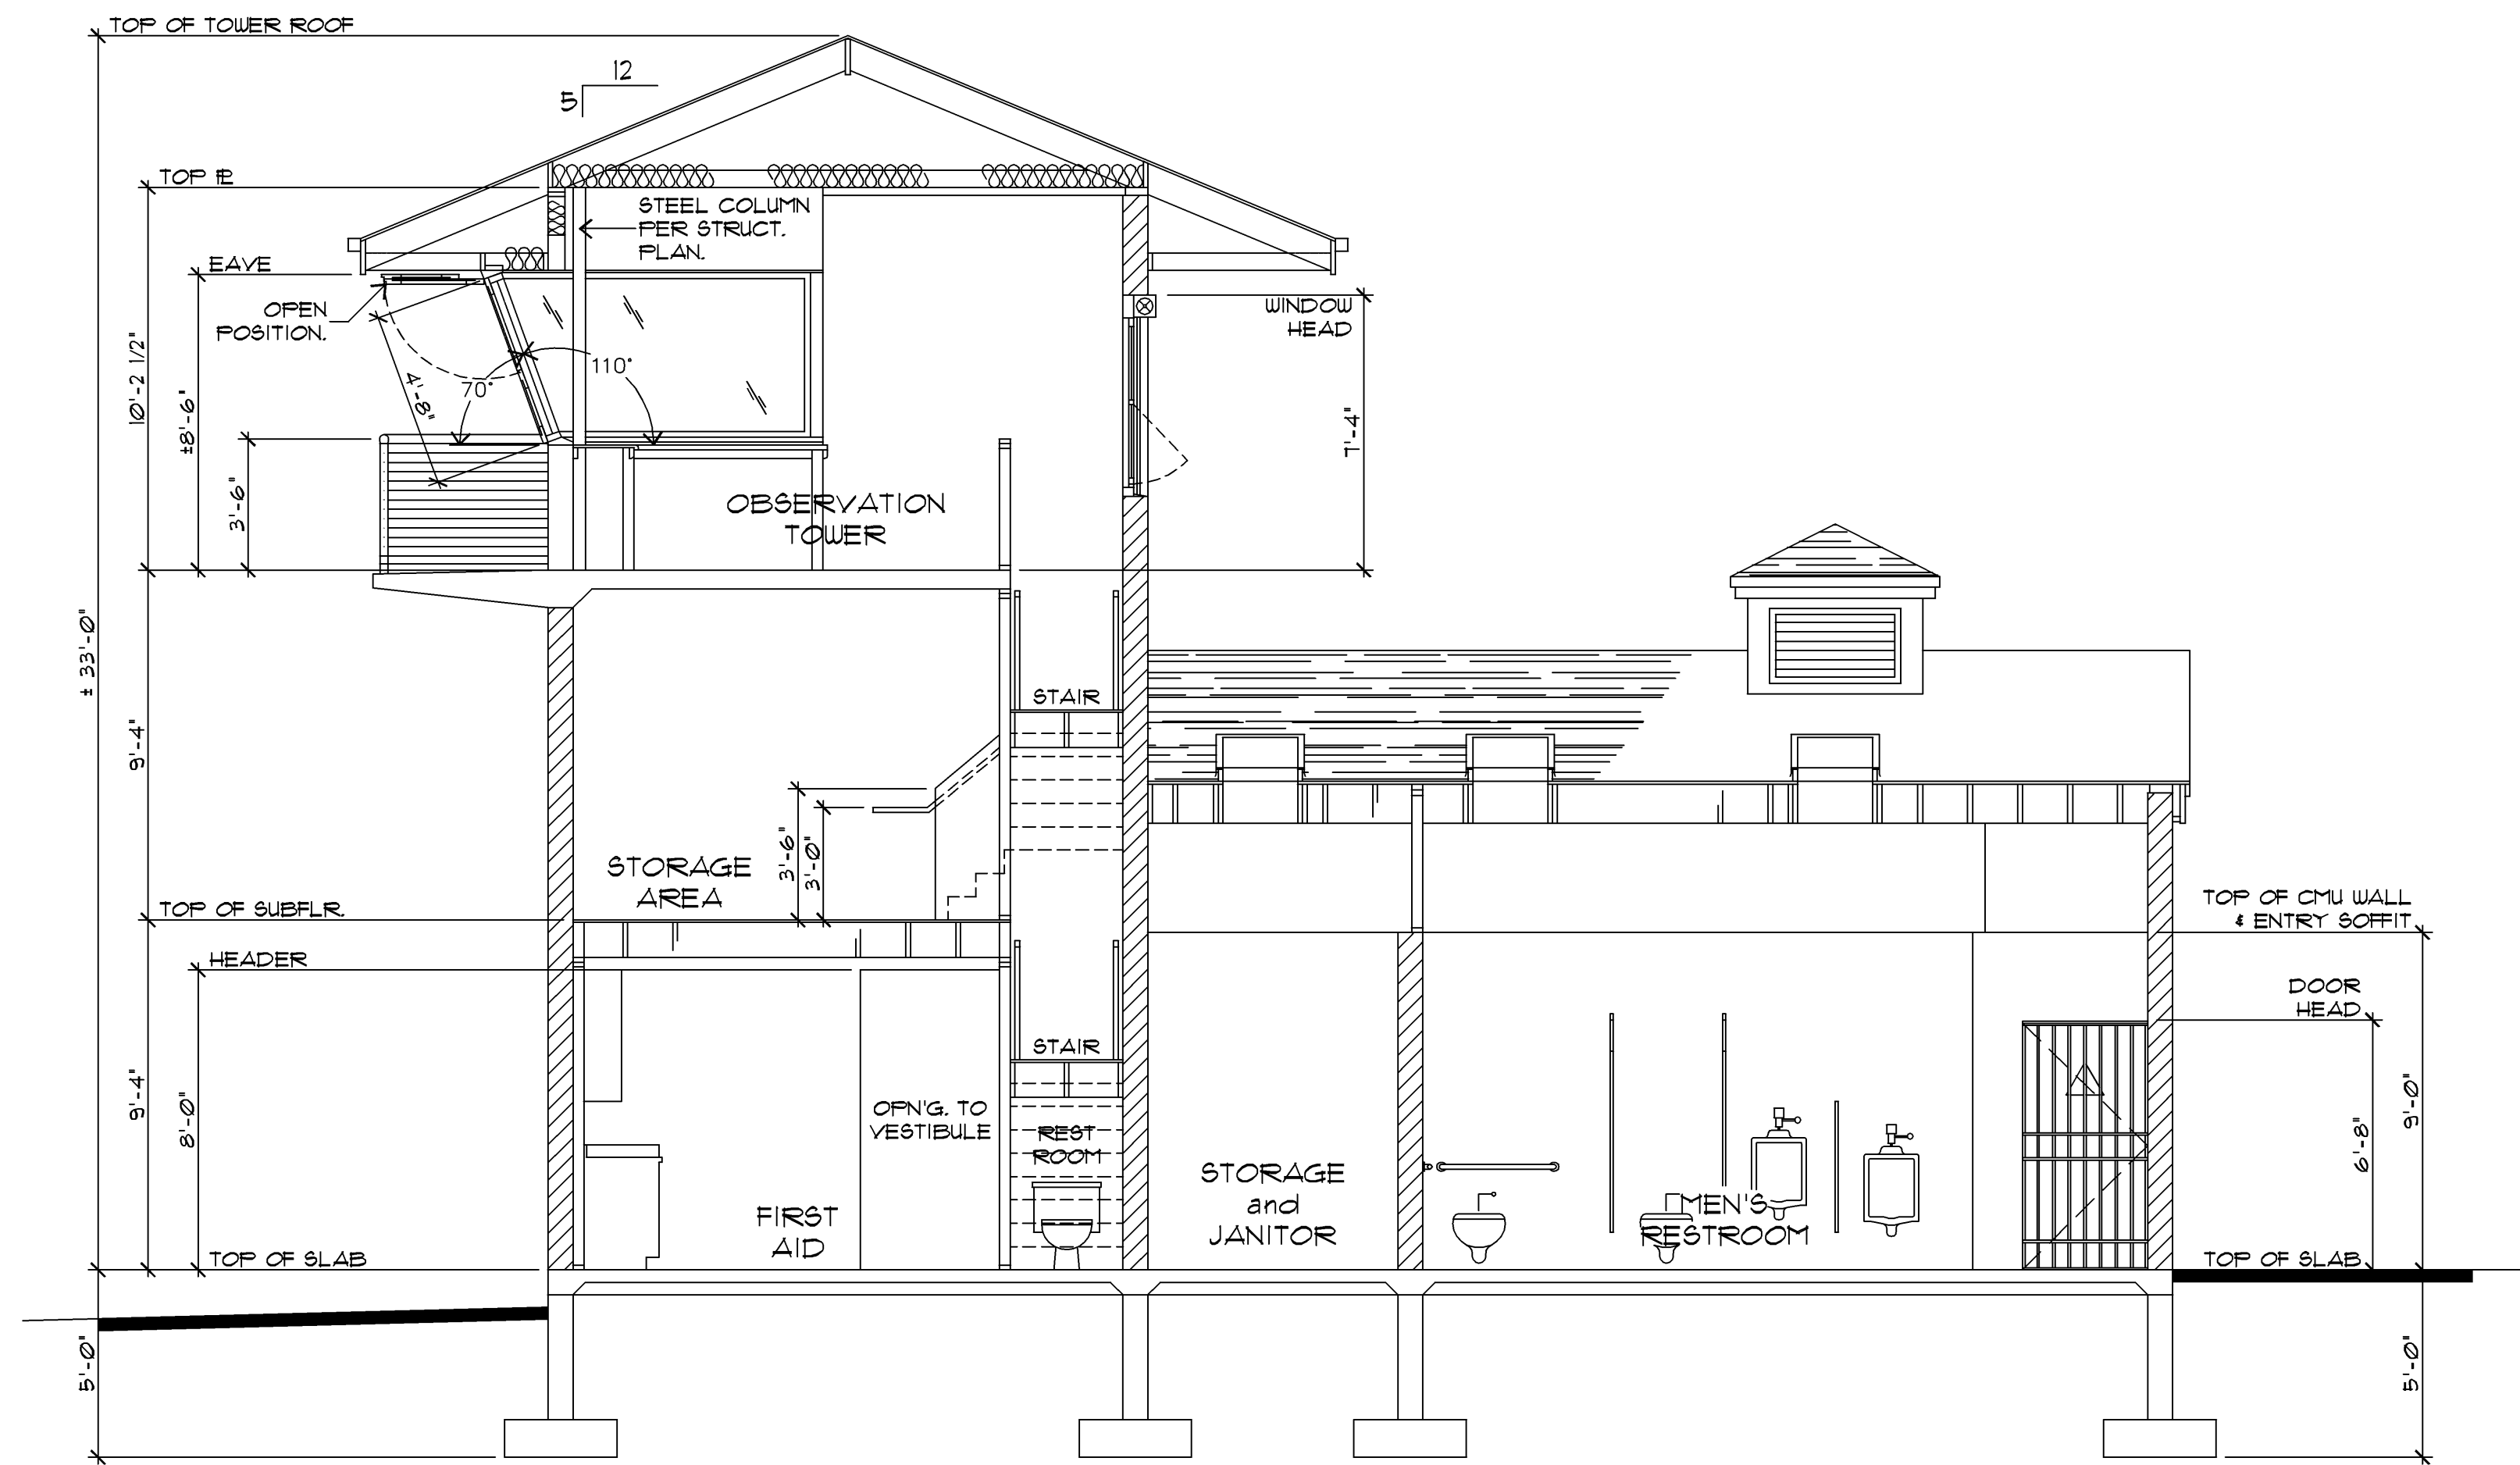 TOP OF TOWER ROOF
12
5
TOP PL
STEEL COLUMN
PER STRUCT.
PLAN.
EAVE
OPEN
POSITION.
WINDOW
HEAD
110°
70°
4'-8"
10'-2 1/2"
±8'-6"
3'-6"
7'-4"
OBSERVATION
TOWER
± 33'-0"
9'-4"
STAIR
3'-6"
3'-0"
STORAGE
AREA
TOP OF SUBFLR.
TOP OF CMU WALL
& ENTRY SOFFIT
HEADER
DOOR
HEAD
STAIR
9'-4"
8'-0"
OPN'G. TO
VESTIBULE
REST
ROOM
6'-8"
9'-0"
STORAGE
and
JANITOR
MEN'S
RESTROOM
FIRST
AID
TOP OF SLAB
TOP OF SLAB
5'-0"
5'-0"